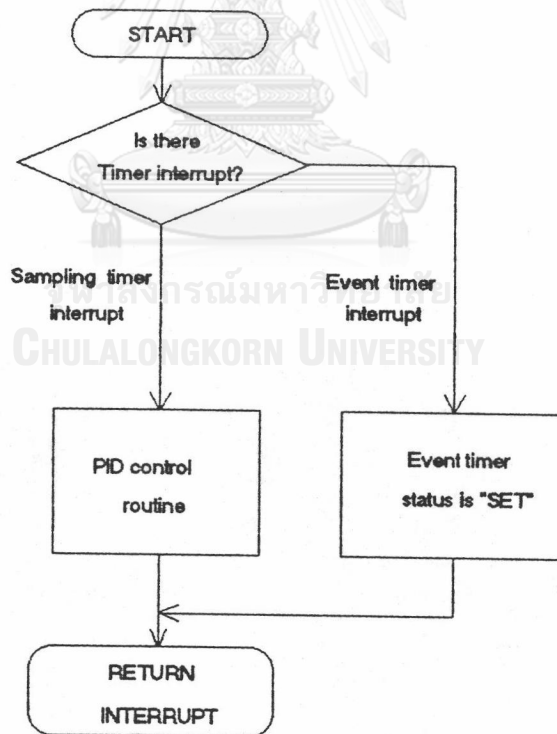 START
Is there
Timer interrupt?
Sampling timer
interrupt
Event timer
interrupt
จุฬาลงกรณ์มหาวิทยาลัย
CHULALONGKORN UNIVERSITY
PID control
routine
Event timer
status is "SET"
RETURN
INTERRUPT